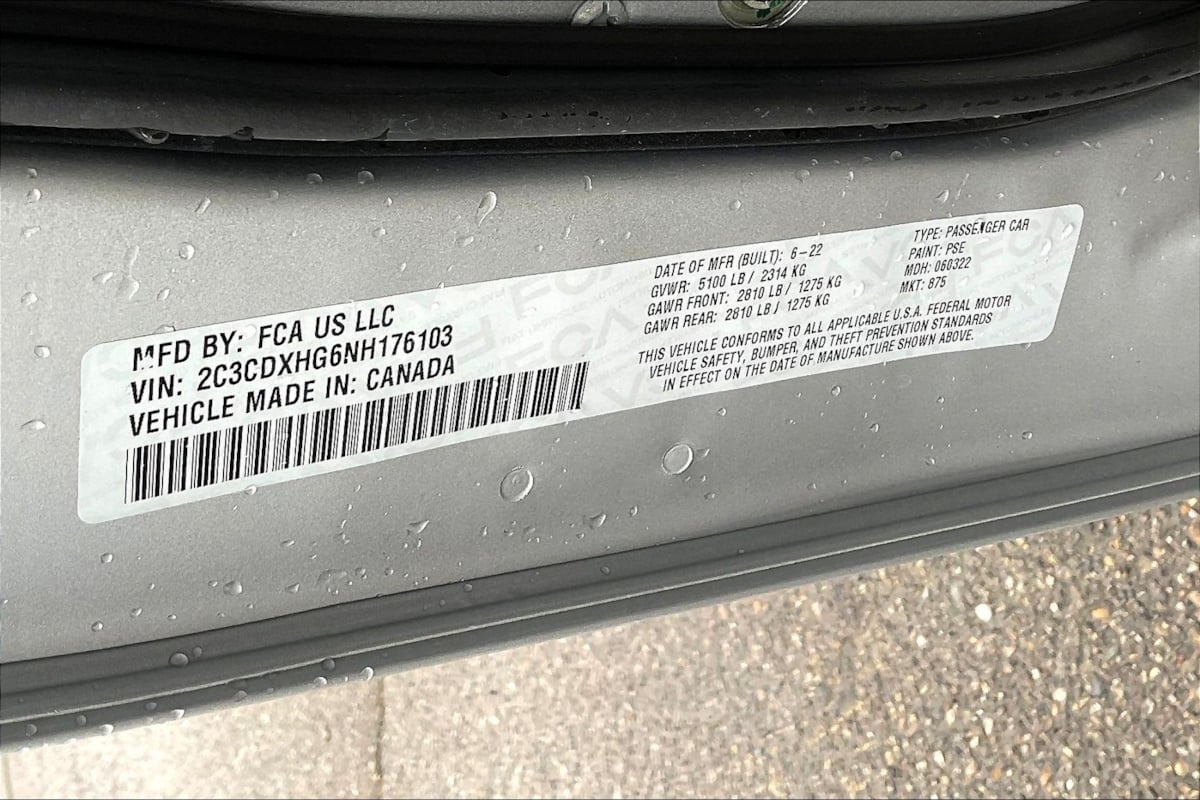 MFD BY: FCA US LLC
VIN: 2C3CDXHG6NH176103
VEHICLE MADE IN: CANADA
DATE OF MFR (BUILT): 6-22
GVWR: 5100 LB / 2314 KG
GAWR FRONT: 2810 LB / 1275 KG
GAWR REAR: 2810 LB / 1275 KG
TYPE: PASSENGER CAR
PAINT: PSE
MDH: 060322
MKT: 875
THIS VEHICLE CONFORMS TO ALL APPLICABLE U.S.A. FEDERAL MOTOR
VEHICLE SAFETY, BUMPER, AND THEFT PREVENTION STANDARDS
IN EFFECT ON THE DATE OF MANUFACTURE SHOWN ABOVE.